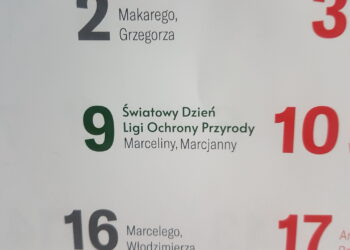 2 Makarego,
Grzegorza
3
9 Światowy Dzień
Ligi Ochrony Przyrody
Marceliny, Marcjanny
10
16 Marcelego,
Włodzimierza
17